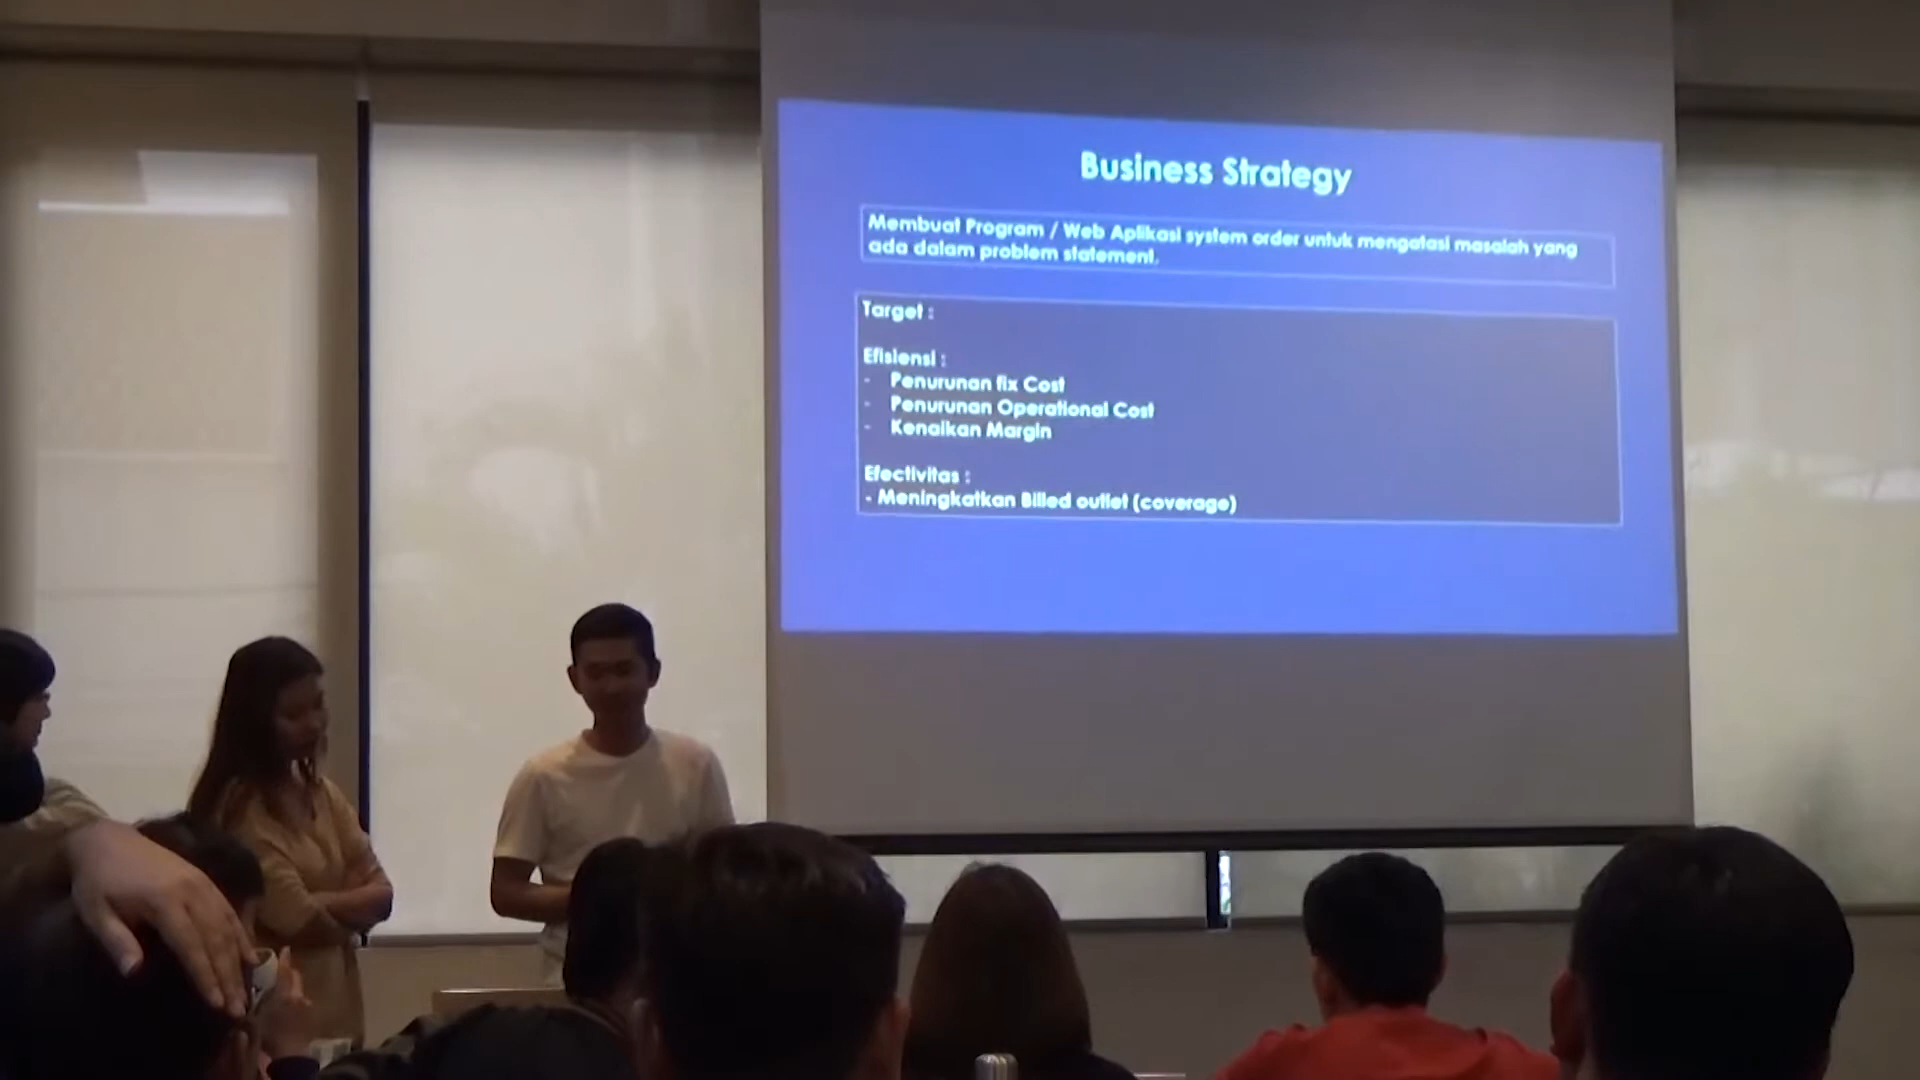 Business Strategy
Membuat Program / Web Aplikasi system order untuk mengatasi masalah yang
ada dalam problem statement.
Target :
Efisiensi :
- Penurunan fix Cost
- Penurunan Operational Cost
- Kenaikan Margin
Efectivitas :
- Meningkatkan Billed outlet (coverage)